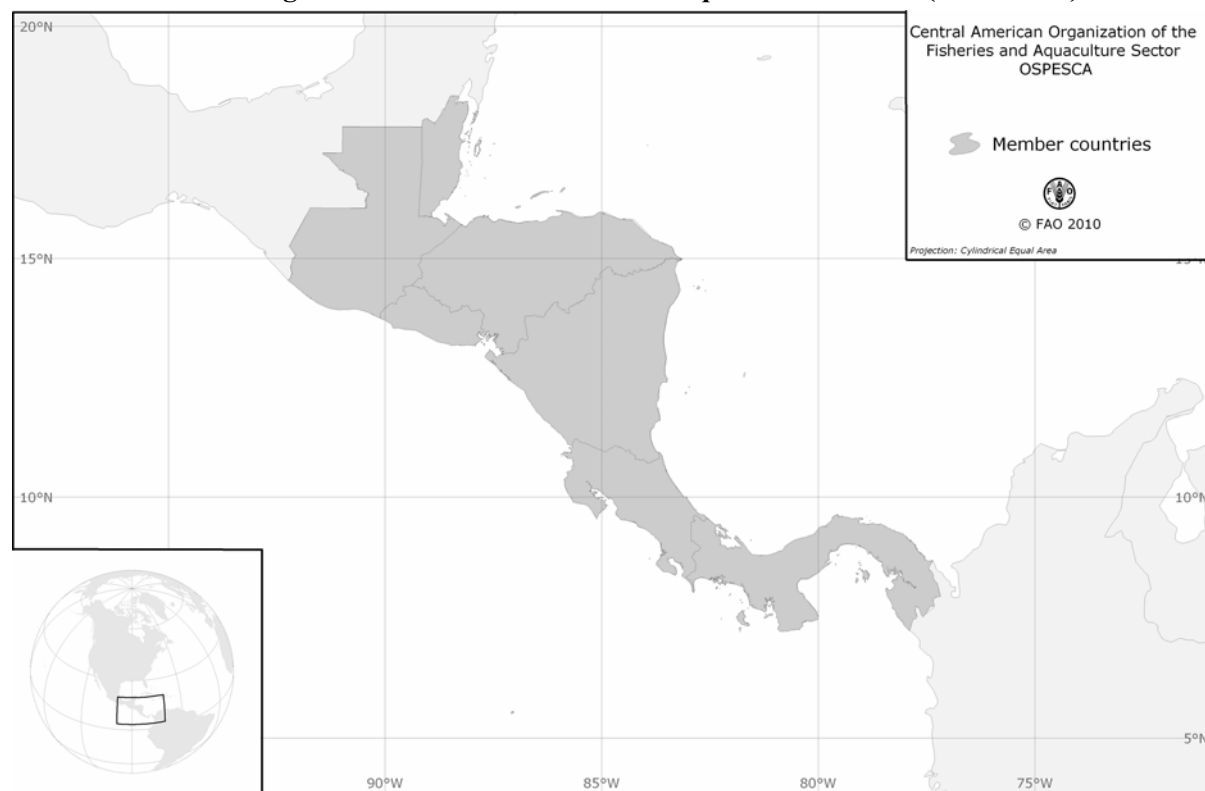 20°N
Central American Organization of the
Fisheries and Aquaculture Sector
OSPESCA
Member countries
FAO
© FAO 2010
Projection: Cylindrical Equal Area
15°N
10°N
10°N
5°N
90°W
85°W
80°W
75°W